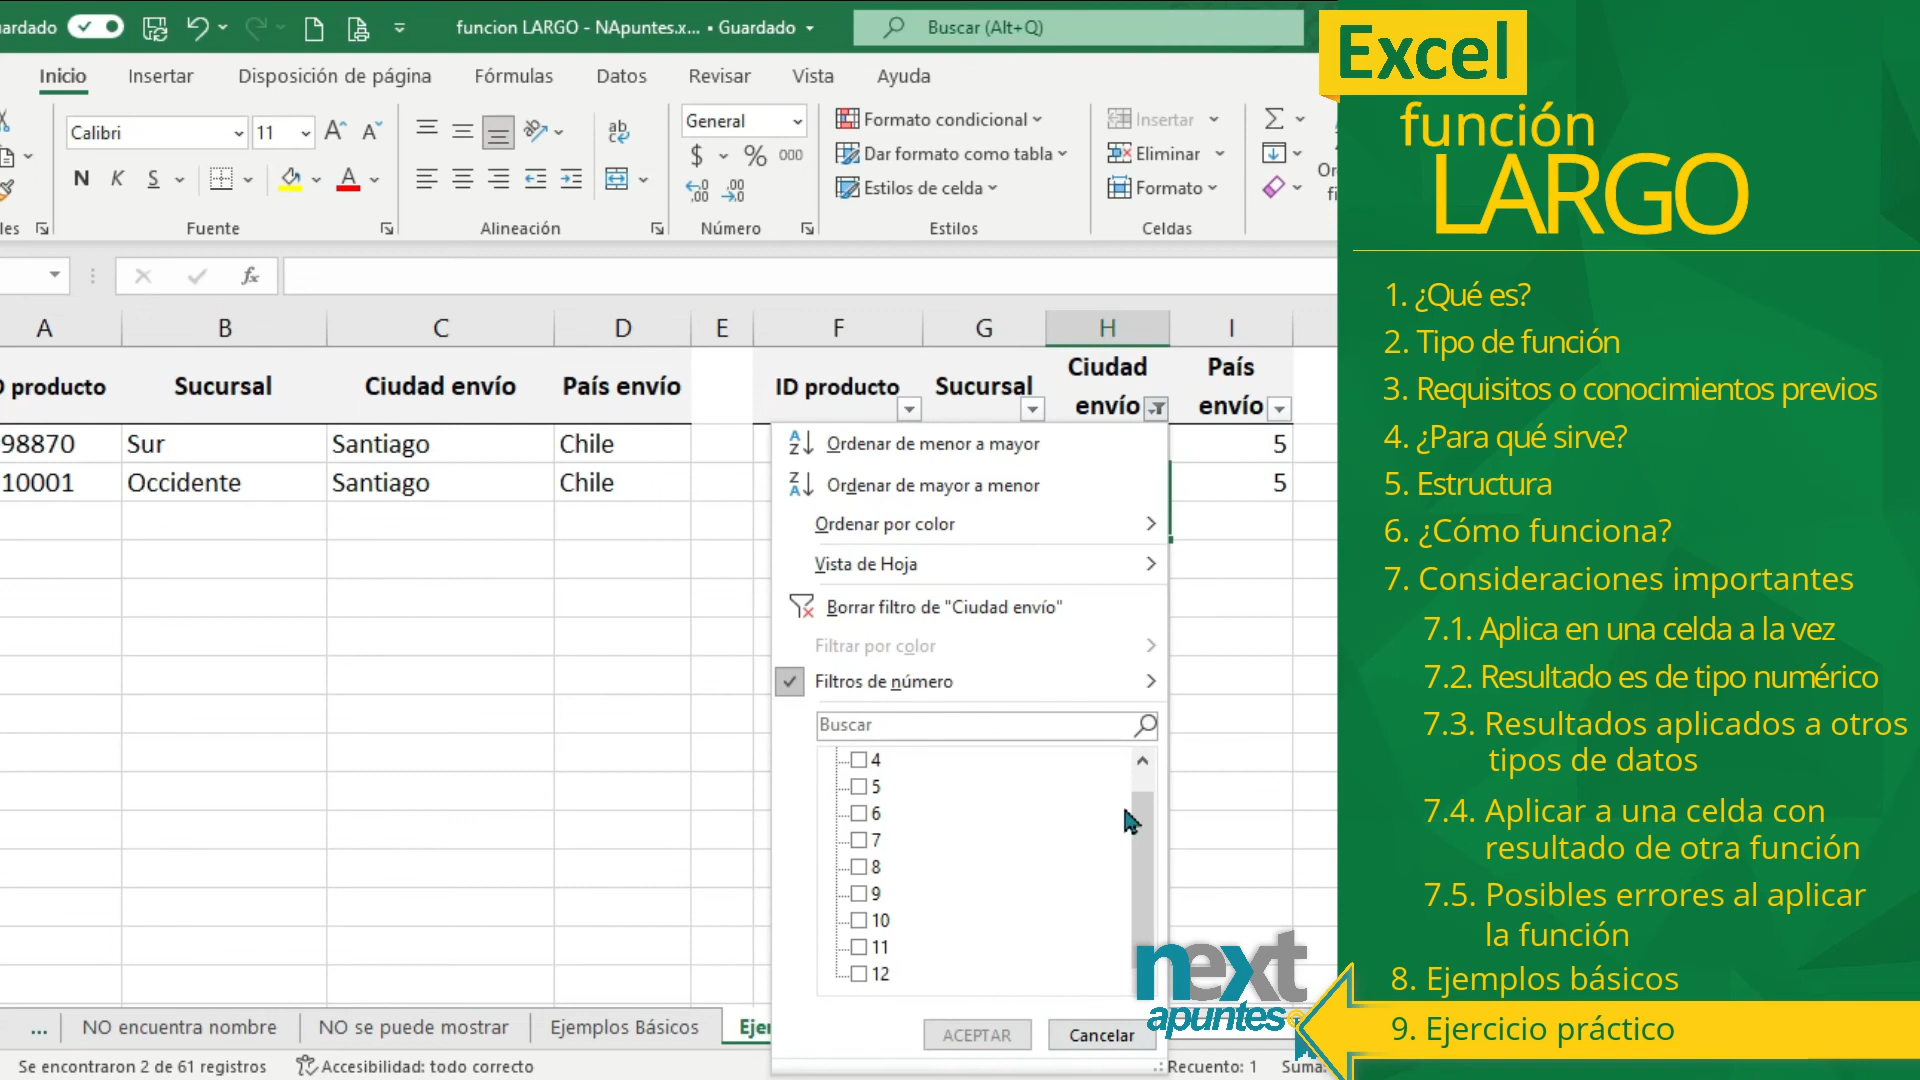 ardado
funcion LARGO - NApuntes.x... • Guardado
Buscar (Alt+Q)
Inicio Insertar Disposición de página Fórmulas Datos Revisar Vista Ayuda
Calibri 11 General Formato condicional Insertar
$ % 000 Dar formato como tabla Eliminar
N K S Estilos de celda Formato
les Fuente Alineación Número Estilos Celdas
fx
A B C D E F G H I
producto Sucursal Ciudad envío País envío ID producto Sucursal Ciudad envío País envío
98870 Sur Santiago Chile 5
10001 Occidente Santiago Chile 5
Ordenar de menor a mayor
Ordenar de mayor a menor
Ordenar por color
Vista de Hoja
Borrar filtro de "Ciudad envío"
Filtrar por color
Filtros de número
Buscar
4
5
6
7
8
9
10
11
12
ACEPTAR Cancelar
... NO encuentra nombre NO se puede mostrar Ejemplos Básicos Ejer
Se encontraron 2 de 61 registros Accesibilidad: todo correcto Recuento: 1 Suma:
next
apuntes
Excel
función
LARGO
1. ¿Qué es?
2. Tipo de función
3. Requisitos o conocimientos previos
4. ¿Para qué sirve?
5. Estructura
6. ¿Cómo funciona?
7. Consideraciones importantes
7.1. Aplica en una celda a la vez
7.2. Resultado es de tipo numérico
7.3. Resultados aplicados a otros
tipos de datos
7.4. Aplicar a una celda con
resultado de otra función
7.5. Posibles errores al aplicar
la función
8. Ejemplos básicos
9. Ejercicio práctico